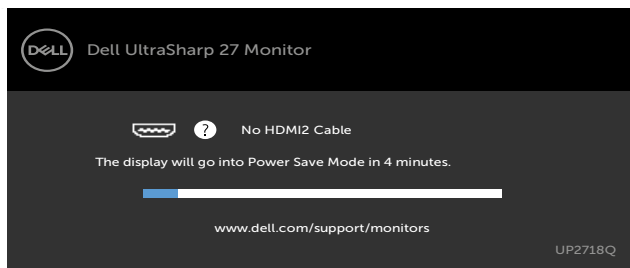 DELL Dell UltraSharp 27 Monitor
? No HDMI2 Cable
The display will go into Power Save Mode in 4 minutes.
www.dell.com/support/monitors
UP2718Q